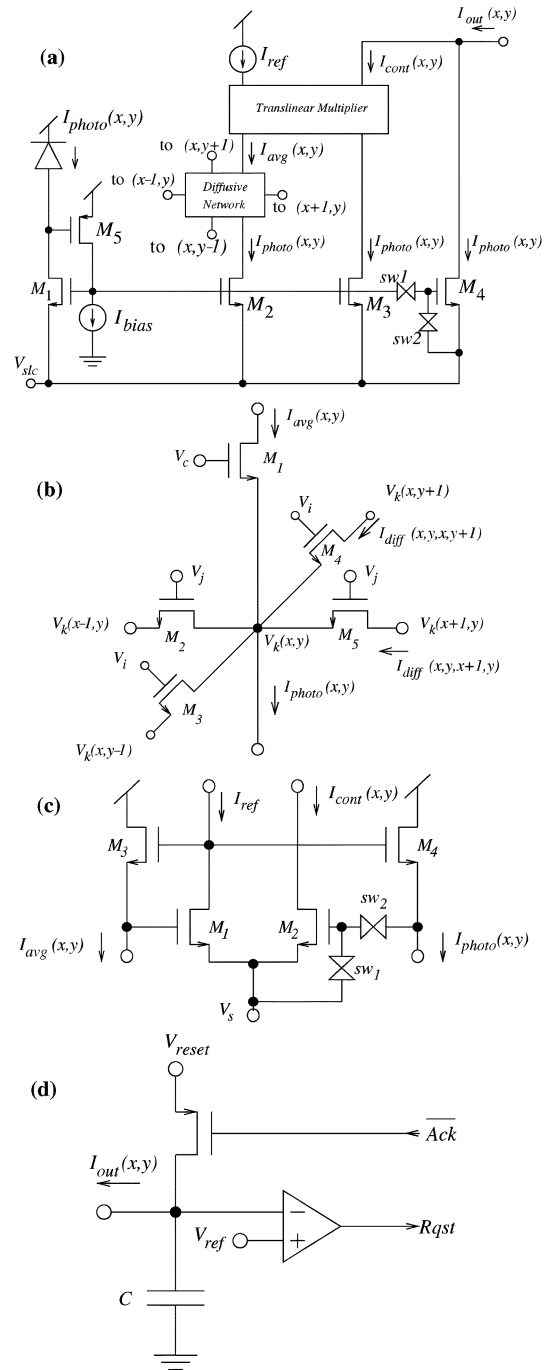 I_out(x,y)
(a)
I_ref
I_cont(x,y)
Translinear Multiplier
I_photo(x,y)
to (x,y+1)
I_avg(x,y)
to (x-1,y)
Diffusive
Network
to (x+1,y)
to (x,y-1)
M_5
I_photo(x,y)
I_photo(x,y)
I_photo(x,y)
M_1
sw1
M_2
M_3
M_4
I_bias
sw2
V_slc
I_avg(x,y)
V_c
M_1
(b)
V_k(x,y+1)
V_i
I_diff (x,y,x,y+1)
M_4
V_j
V_j
V_k(x-1,y)
M_2
V_k(x,y)
M_5
V_k(x+1,y)
V_i
I_diff (x,y,x+1,y)
M_3
I_photo(x,y)
V_k(x,y-1)
(c)
I_ref
I_cont(x,y)
M_3
M_4
sw_2
M_1
M_2
I_avg(x,y)
I_photo(x,y)
sw_1
V_s
V_reset
(d)
Ack
I_out(x,y)
V_ref
−
+
Rqst
C